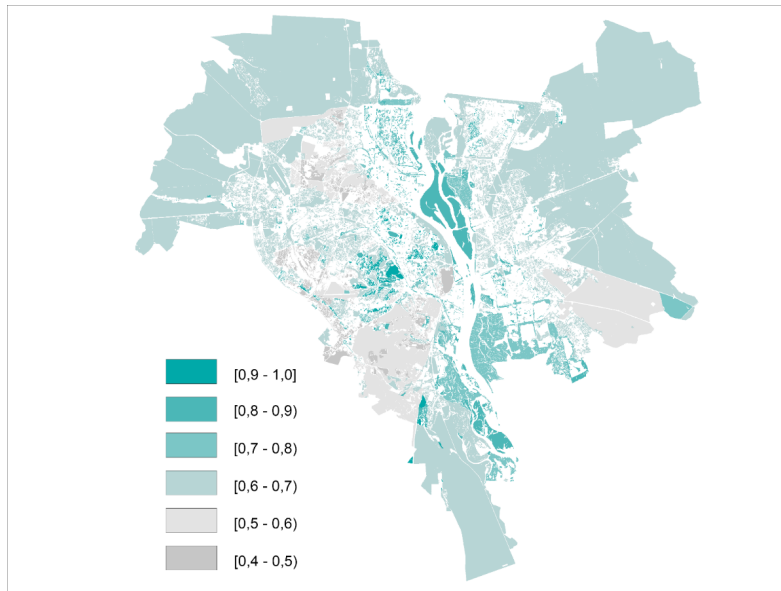 [0,9 - 1,0]
[0,8 - 0,9)
[0,7 - 0,8)
[0,6 - 0,7)
[0,5 - 0,6)
[0,4 - 0,5)